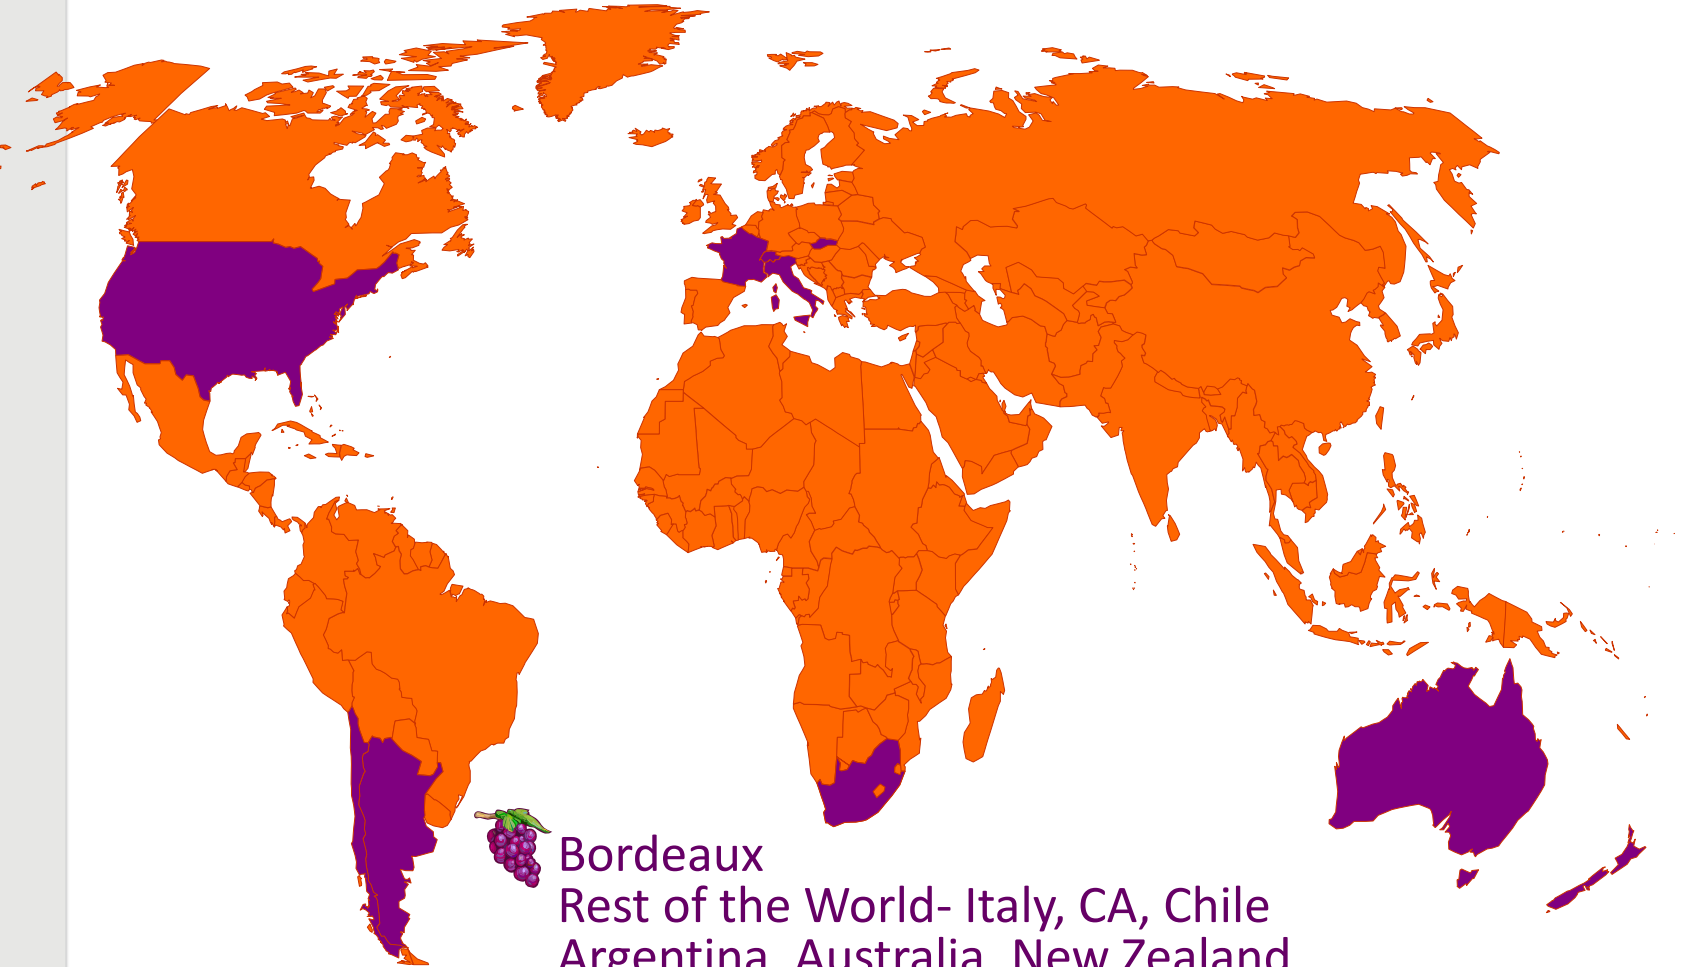 Bordeaux
Rest of the World- Italy, CA, Chile
Argentina, Australia, New Zealand